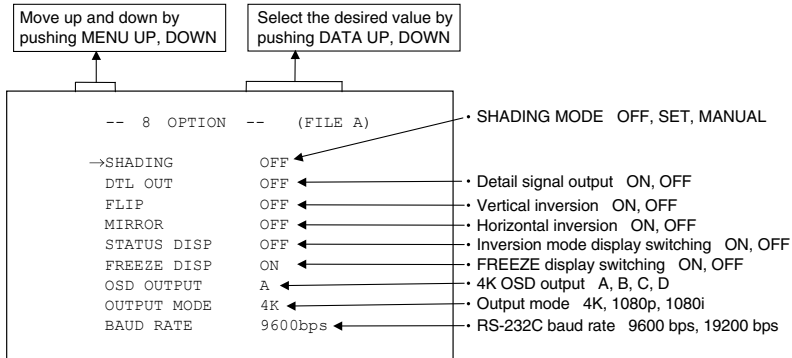 Move up and down by
pushing MENU UP, DOWN
Select the desired value by
pushing DATA UP, DOWN
-- 8 OPTION -- (FILE A)
→SHADING OFF
DTL OUT OFF
FLIP OFF
MIRROR OFF
STATUS DISP OFF
FREEZE DISP ON
OSD OUTPUT A
OUTPUT MODE 4K
BAUD RATE 9600bps
・SHADING MODE OFF, SET, MANUAL
・Detail signal output ON, OFF
・Vertical inversion ON, OFF
・Horizontal inversion ON, OFF
・Inversion mode display switching ON, OFF
・FREEZE display switching ON, OFF
・4K OSD output A, B, C, D
・Output mode 4K, 1080p, 1080i
・RS-232C baud rate 9600 bps, 19200 bps